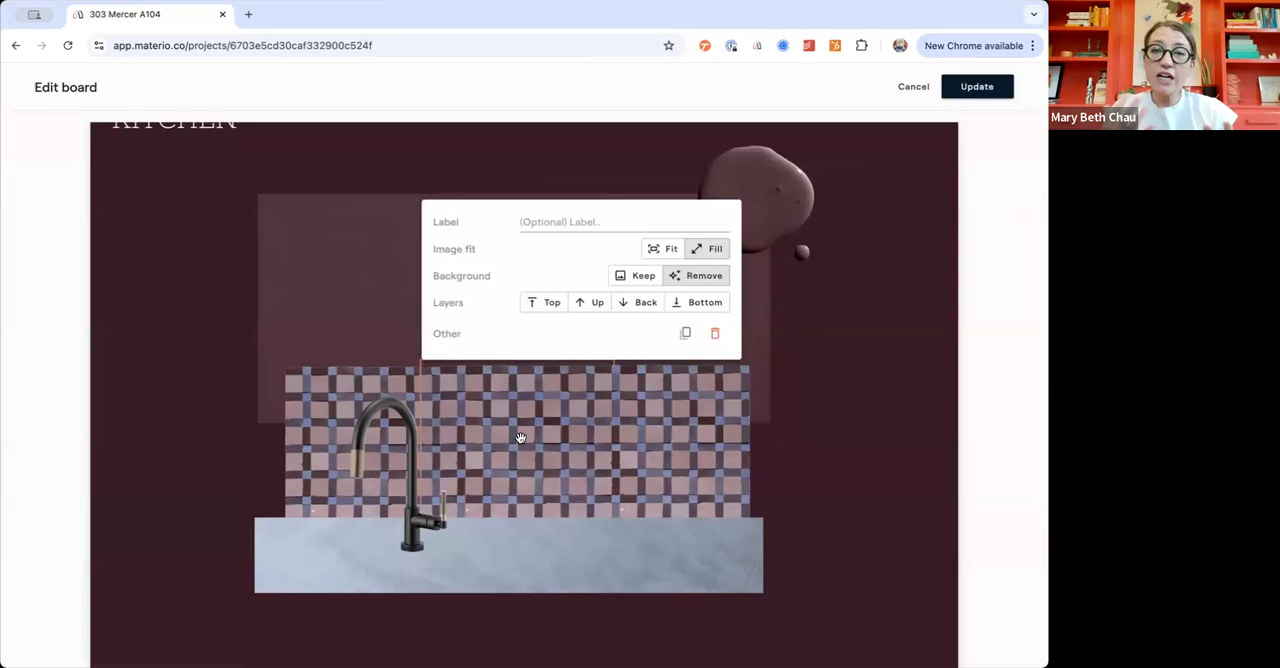 303 Mercer A104
app.materio.co/projects/6703e5cd30caf332900c524f
New Chrome available
Edit board
Cancel
Update
KITCHEN
Label
(Optional) Label..
Image fit
Fit
Fill
Background
Keep
Remove
Layers
Top
Up
Back
Bottom
Other
Mary Beth Chau